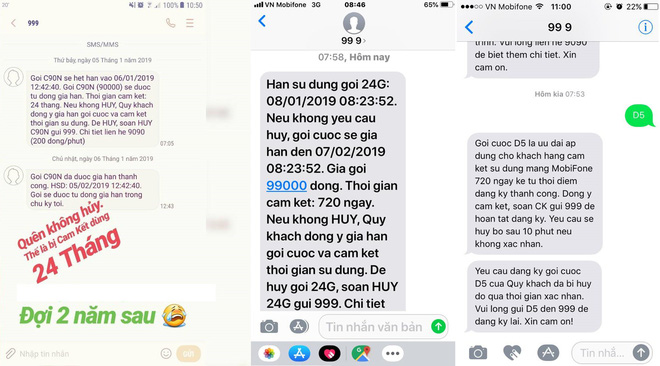 100% 10:50
999
SMS/MMS
Thứ bảy, ngày 05 Tháng 1 năm 2019
Goi C90N se het han vao 06/01/2019
12:42:40. Goi C90N (90000) se duoc
tu dong gia han. Thoi gian cam ket:
24 thang. Neu khong HUY, Quy khach
dong y gia han goi cuoc va cam ket
thoi gian su dung. De HUY, soan HUY
C90N gui 999. Chi tiet lien he 9090
(200 dong/phut)
07:05
Chủ nhật, ngày 06 Tháng 1 năm 2019
Goi C90N da duoc gia han thanh
cong. HSD: 05/02/2019 12:42:40.
Goi se duoc tu dong gia han trong
chu ky toi.
12:43
Quên không hủy.
Thế là bị Cam Kết dùng
24 Tháng
Đợi 2 năm sau 😭
Nhập tin nhắn
GỬI
VN Mobifone 3G 08:46 65%
99 9
07:58, Hôm nay
Han su dung goi 24G:
08/01/2019 08:23:52.
Neu khong yeu cau
huy, goi cuoc se gia
han den 07/02/2019
08:23:52. Gia goi
99000 dong. Thoi gian
cam ket: 720 ngay.
Neu khong HUY, Quy
khach dong y gia han
goi cuoc va cam ket
thoi gian su dung. De
huy goi 24G, soan HUY
24G gui 999. Chi tiet
Tin nhắn văn bản
VN Mobifone 11:00 22%
99 9
trinh. Vui long lien he 9090
de biet them chi tiet. Xin
cam on.
Hôm kia 07:53
D5
Goi cuoc D5 la uu dai ap
dung cho khach hang cam
ket su dung mang MobiFone
720 ngay ke tu thoi diem
dang ky thanh cong. Dong y
cam ket, soan CK gui 999 de
hoan tat dang ky. Yeu cau se
huy bo sau 10 phut neu
khong xac nhan.
Yeu cau dang ky goi cuoc
D5 cua Quy khach da bi huy
do qua thoi gian xac nhan.
Vui long gui D5 den 999 de
dang ky lai. Xin cam on!
Tin nhắ...